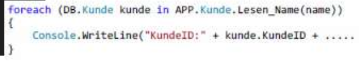 foreach (DB.Kunde kunde in APP.Kunde.Lesen_Name(name))
{
Console.WriteLine("KundeID:" + kunde.KundeID + .....
}